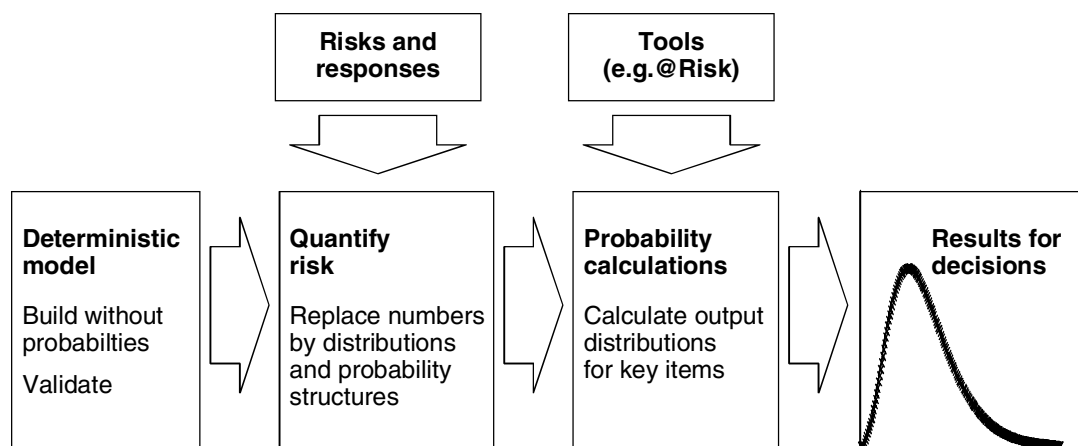 Risks and
responses
Tools
(e.g.@Risk)
Deterministic
model
Build without
probabilties
Validate
Quantify
risk
Replace numbers
by distributions
and probability
structures
Probability
calculations
Calculate output
distributions
for key items
Results for
decisions